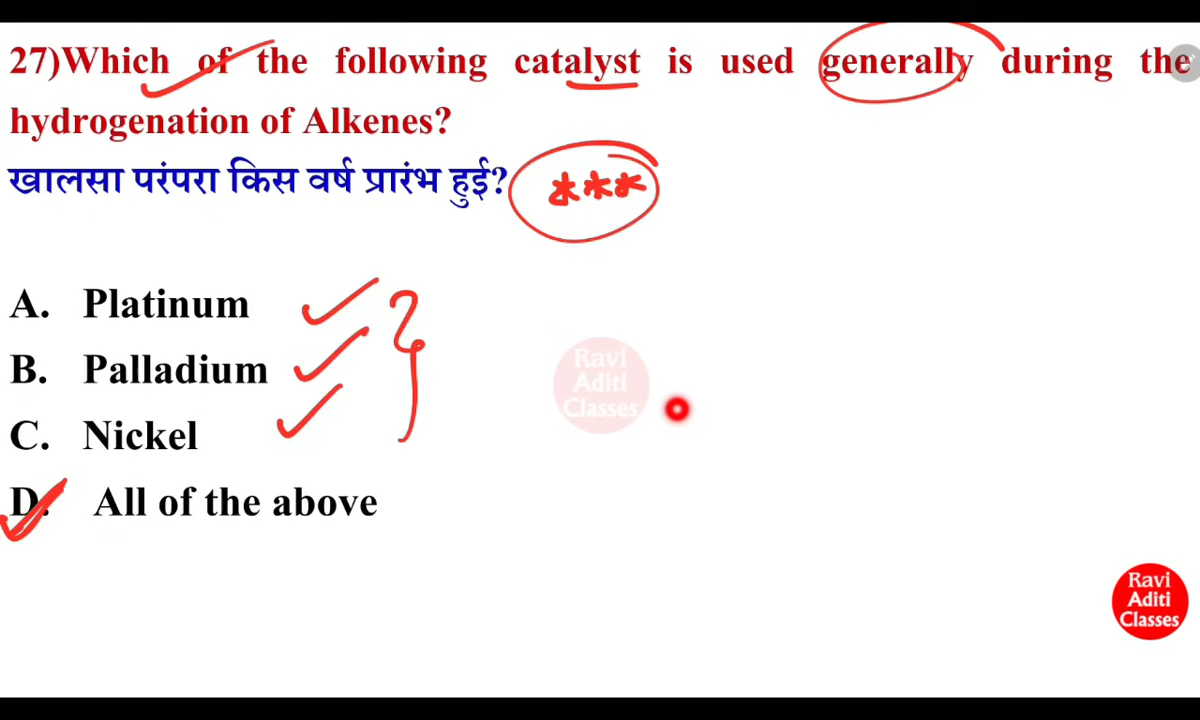 27)Which of the following catalyst is used generally during the
hydrogenation of Alkenes?
खालसा परंपरा किस वर्ष प्रारंभ हुई?
***
A. Platinum
B. Palladium
C. Nickel
D. All of the above
Ravi
Aditi
Classes
Ravi
Aditi
Classes